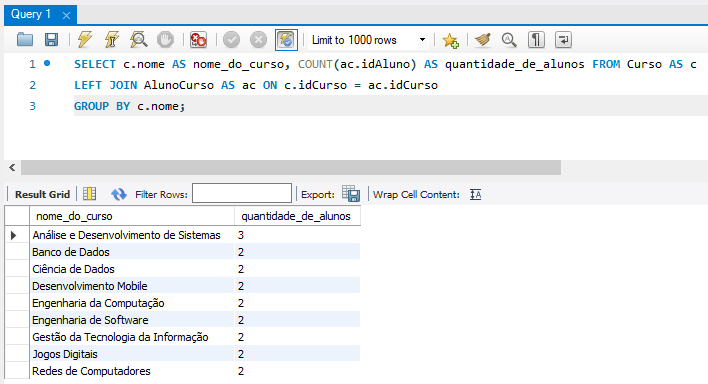 Query 1
Limit to 1000 rows
1 SELECT c.nome AS nome_do_curso, COUNT(ac.idAluno) AS quantidade_de_alunos FROM Curso AS c
2 LEFT JOIN AlunoCurso AS ac ON c.idCurso = ac.idCurso
3 GROUP BY c.nome;
Result Grid Filter Rows: Export: Wrap Cell Content:
nome_do_curso quantidade_de_alunos
Análise e Desenvolvimento de Sistemas 3
Banco de Dados 2
Ciência de Dados 2
Desenvolvimento Mobile 2
Engenharia da Computação 2
Engenharia de Software 2
Gestão da Tecnologia da Informação 2
Jogos Digitais 2
Redes de Computadores 2